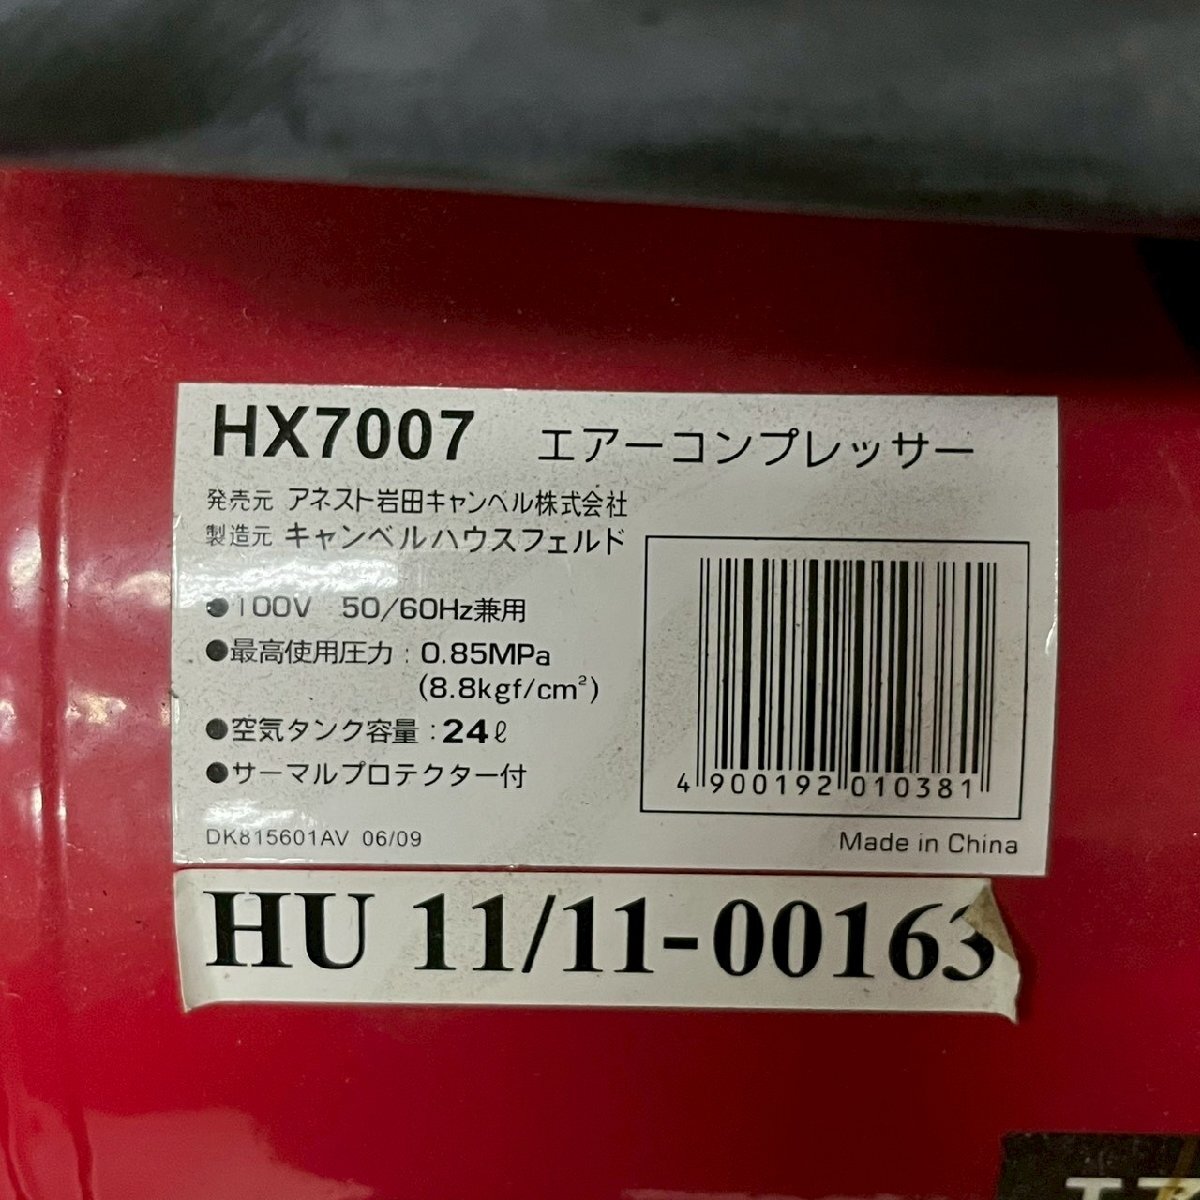 HX7007 エアーコンプレッサー
発売元 アネスト岩田キャンベル株式会社
製造元 キャンベルハウスフェルド
●100V 50/60Hz兼用
●最高使用圧力：0.85MPa
(8.8kgf/cm²)
●空気タンク容量：24ℓ
●サーマルプロテクター付
4 900192 010381
DK815601AV 06/09
Made in China
HU 11/11-00163